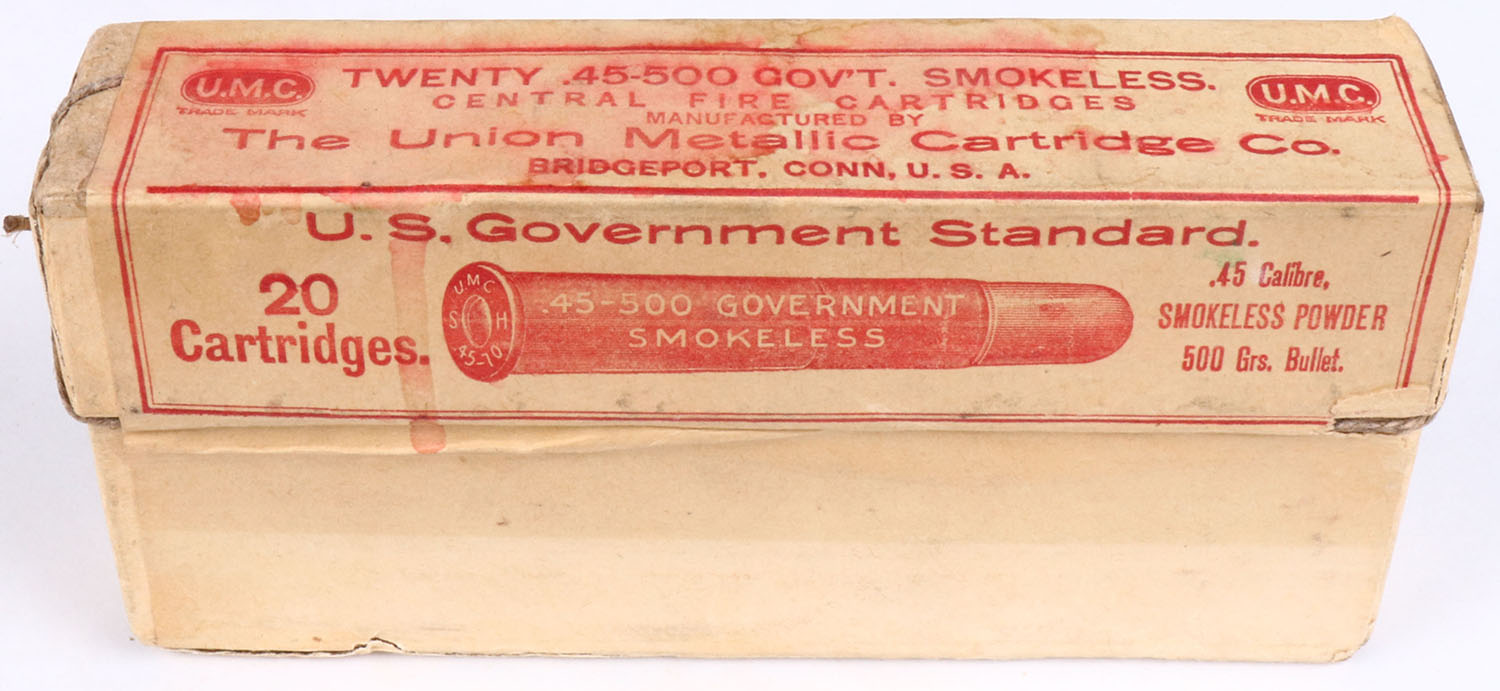 U.M.C.
TRADE MARK
TWENTY .45-500 GOV'T. SMOKELESS.
CENTRAL FIRE CARTRIDGES
MANUFACTURED BY
The Union Metallic Cartridge Co.
BRIDGEPORT. CONN, U. S. A.
U.M.C.
TRADE MARK
U. S. Government Standard.
20
Cartridges.
U.M.C
S H
45-70
.45-500 GOVERNMENT
SMOKELESS
.45 Calibre,
SMOKELESS POWDER
500 Grs. Bullet.